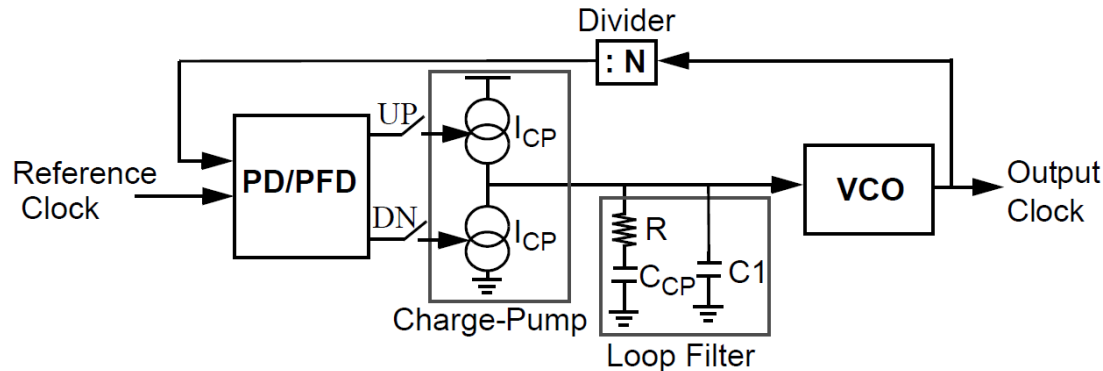 Divider
: N
UP
I_CP
Reference
Clock
PD/PFD
DN
I_CP
VCO
Output
Clock
R
C_CP
C1
Charge-Pump
Loop Filter